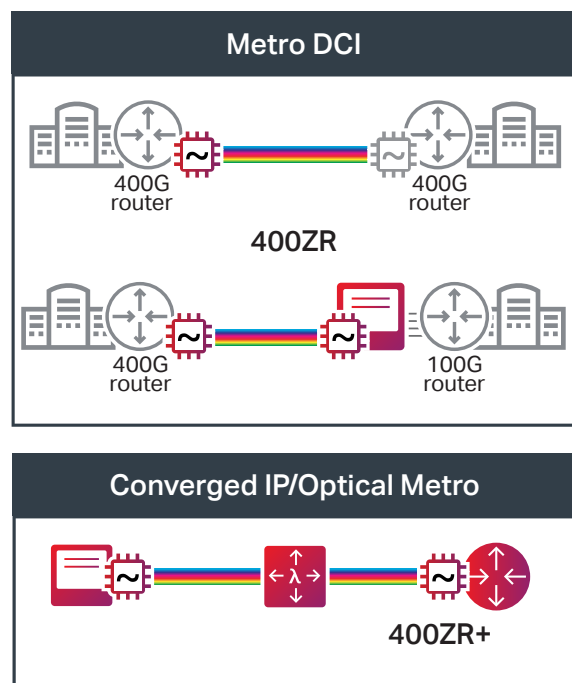 Metro DCI
400G
router
400G
router
400ZR
400G
router
100G
router
Converged IP/Optical Metro
λ
400ZR+